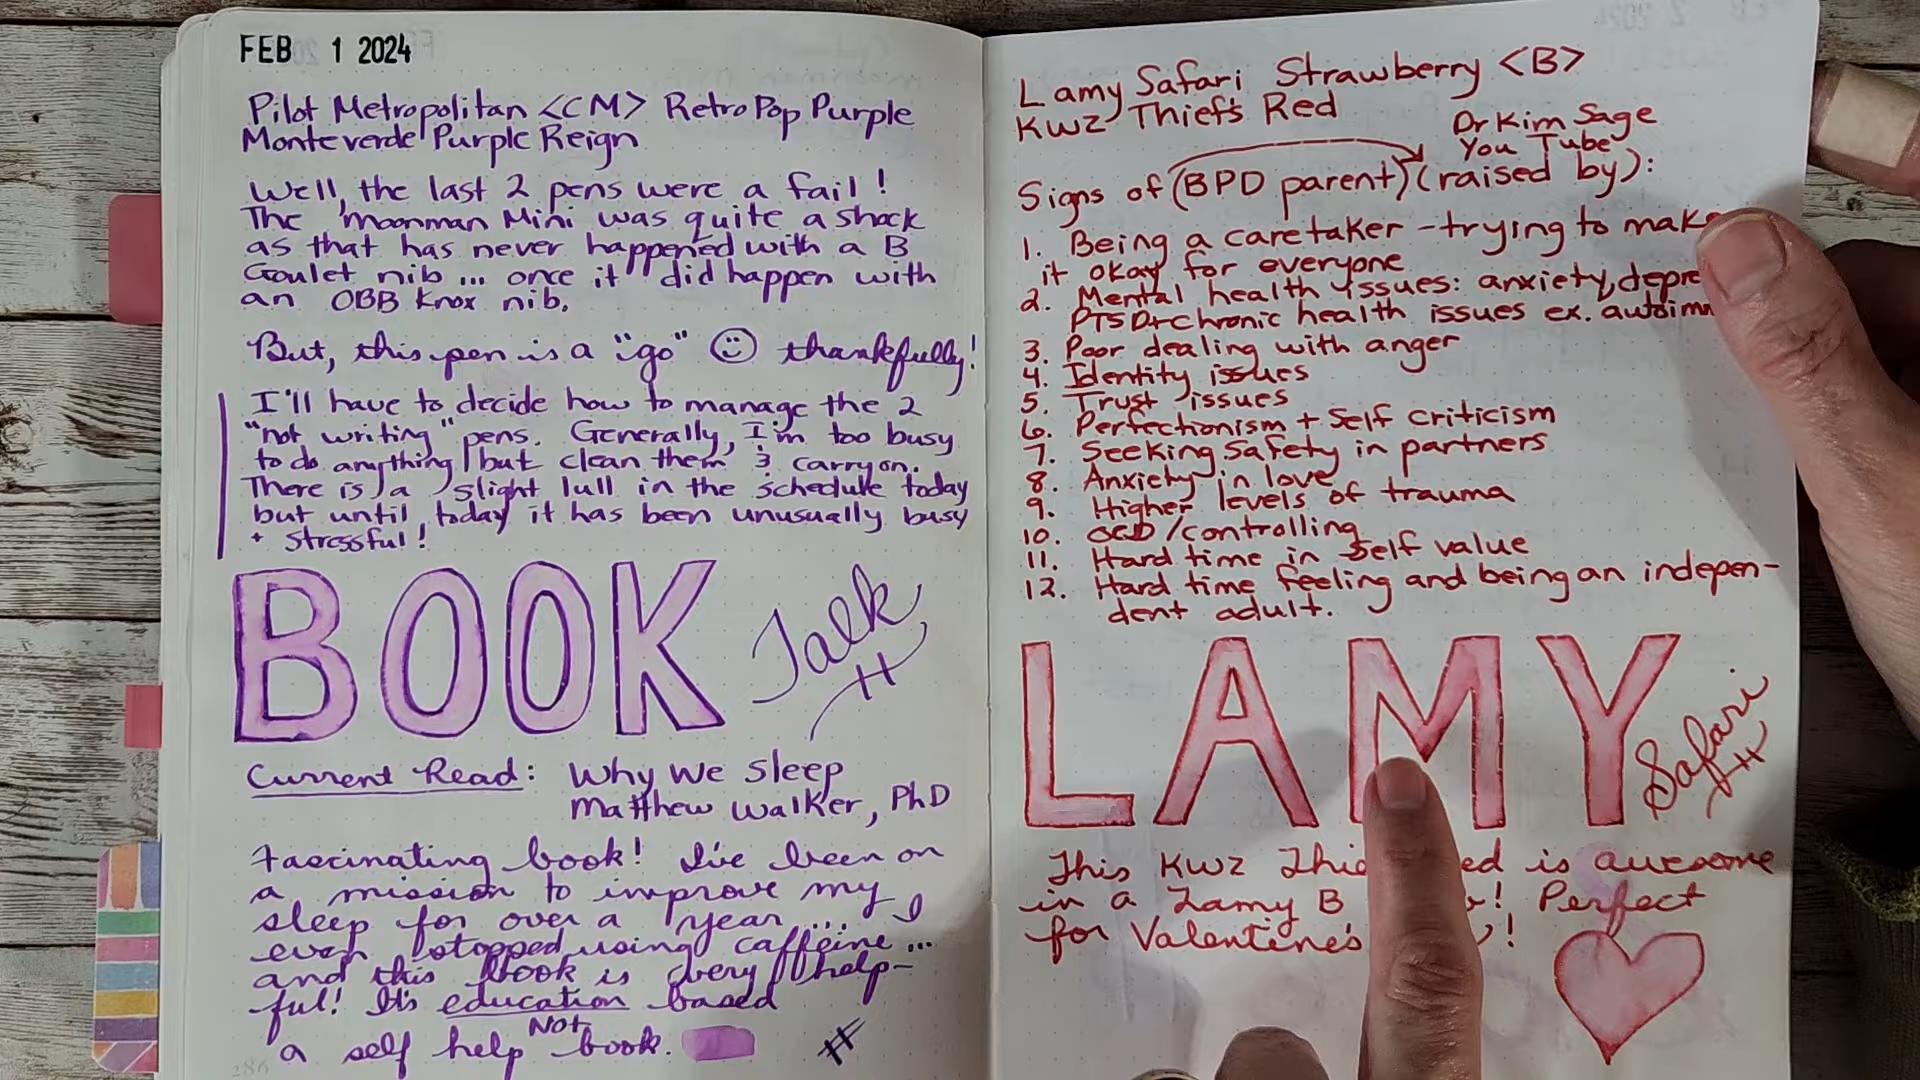 FEB 1 2024
Pilot Metropolitan <CM> Retro Pop Purple
Monteverde Purple Reign
Well, the last 2 pens were a fail!
The Moonman Mini was quite a shock
as that has never happened with a B
Goulet nib... once it did happen with
an OBB Knox nib.
But, this pen is a "go" thankfully!
I'll have to decide how to manage the 2
"not writing" pens. Generally, I'm too busy
to do anything but clean them & carry on.
There is a slight lull in the schedule today
but until today it has been unusually busy
+ stressful!
BOOK Talk
Current Read: Why We Sleep
Matthew Walker, PhD
Fascinating book! I've been on
a mission to improve my
sleep for over a year... I
even stopped using caffeine...
and this book is very help-
ful! It's education based
Not
a self help book.
286
Lamy Safari Strawberry <B>
KWZ Thief's Red
Dr Kim Sage
You Tube
Signs of (BPD parent) (raised by):
1. Being a caretaker - trying to make
it okay for everyone
2. Mental health issues: anxiety, depre
PTSD + chronic health issues ex. autoimm
3. Poor dealing with anger
4. Identity issues
5. Trust issues
6. Perfectionism + Self criticism
7. Seeking Safety in partners
8. Anxiety in love
9. Higher levels of trauma
10. OCD/controlling
11. Hard time in self value
12. Hard time feeling and being an indepen-
dent adult.
LAMY Safari
This KWZ Thie ed is awesome
in a Lamy B ! Perfect
for Valentine's !